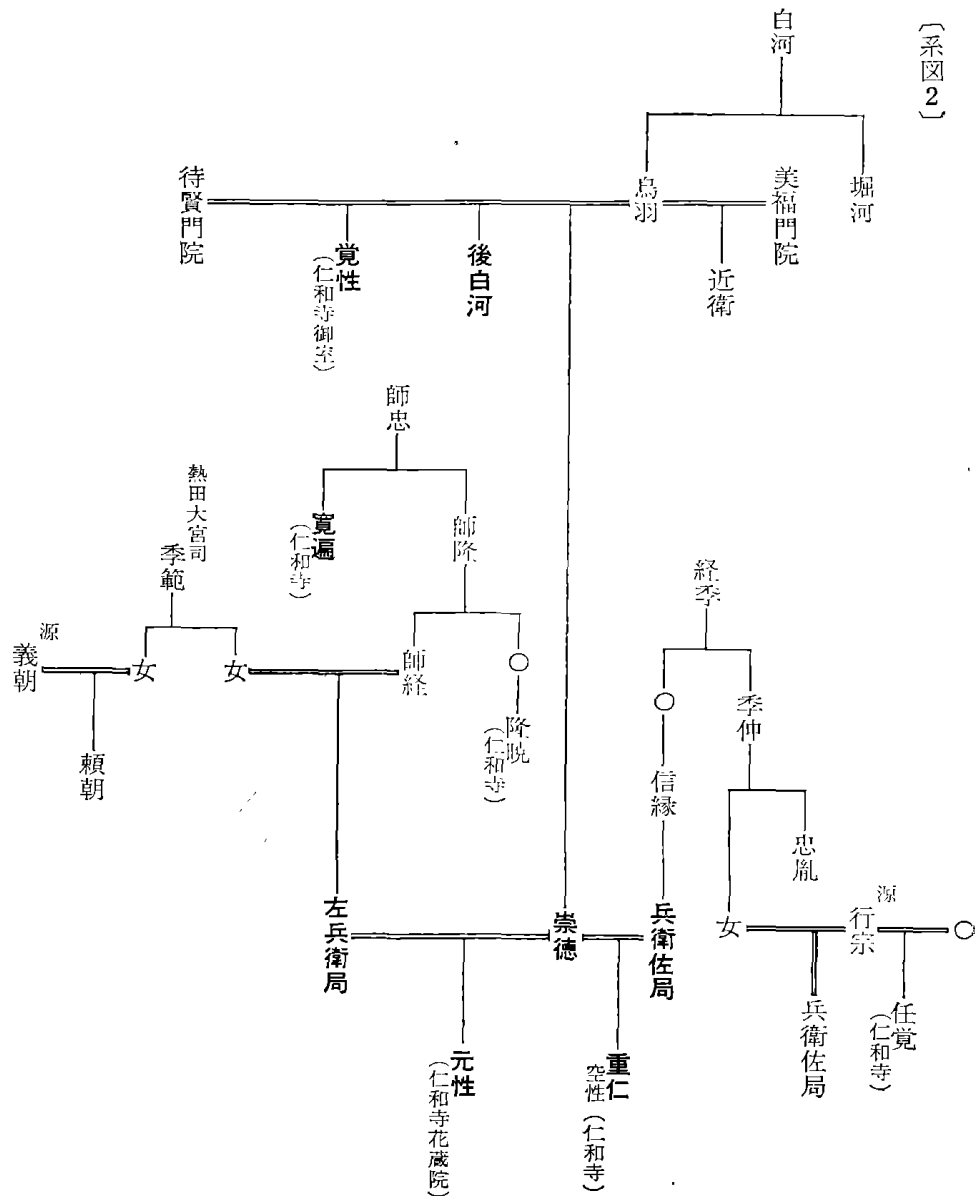 〔系図2〕
白河
堀河
鳥羽
美福門院
近衛
待賢門院
後白河
覚性
(仁和寺御室)
師忠
師隆
寛遍
(仁和寺)
熱田大宮司
季範
女
女
源
義朝
頼朝
師経
○
隆暁
(仁和寺)
経季
季仲
○
信縁
忠胤
女
源
行宗
○
任覚
(仁和寺)
兵衛佐局
兵衛佐局
崇徳
左兵衛局
重仁
空性(仁和寺)
元性
(仁和寺花蔵院)